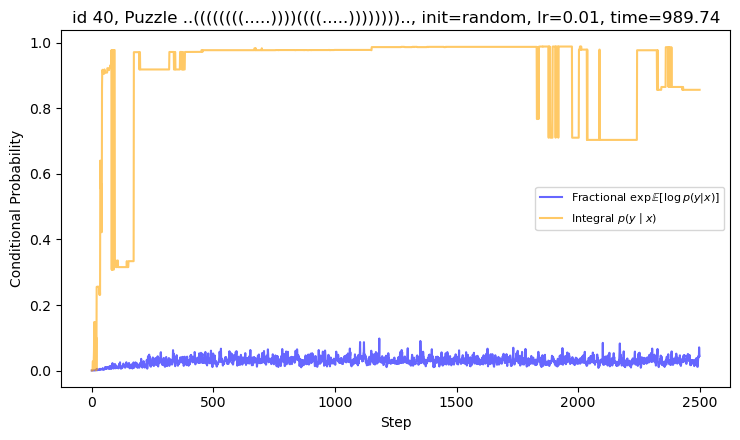 id 40, Puzzle ..((((((((.....))))((((.....)))))))).., init=random, lr=0.01, time=989.74
Conditional Probability
1.0
0.8
0.6
0.4
0.2
0.0
Fractional exp𝔼[log p(y|x)]
Integral p(y | x)
0 500 1000 1500 2000 2500
Step